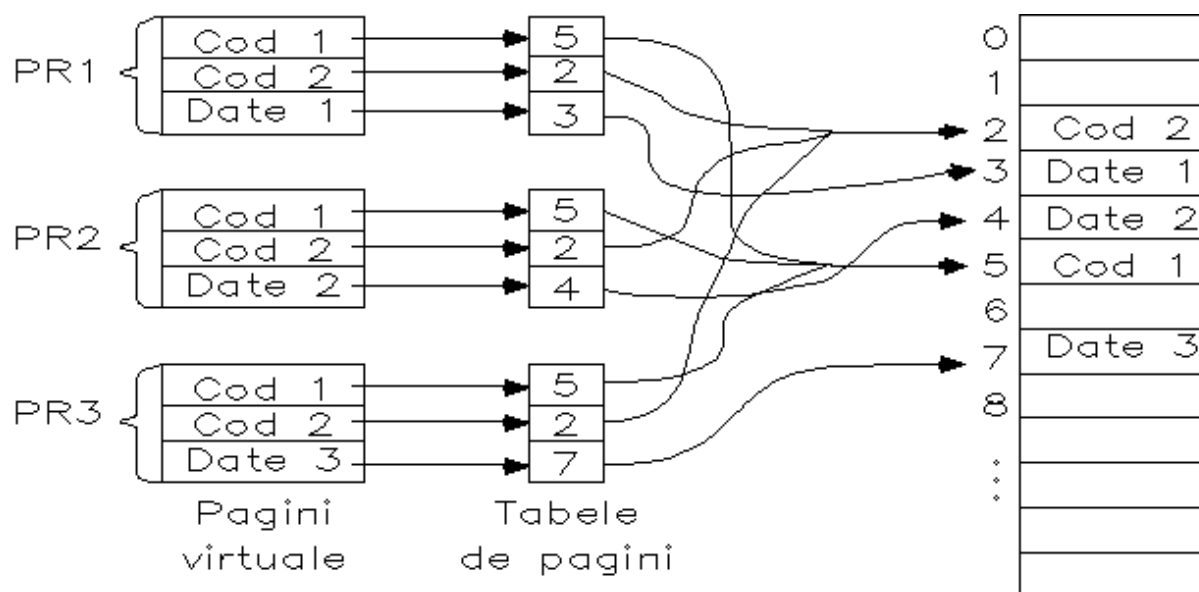 PR1
Cod 1
Cod 2
Date 1
5
2
3
PR2
Cod 1
Cod 2
Date 2
5
2
4
PR3
Cod 1
Cod 2
Date 3
5
2
7
Pagini
virtuale
Tabele
de pagini
0
1
2 Cod 2
3 Date 1
4 Date 2
5 Cod 1
6
7 Date 3
8